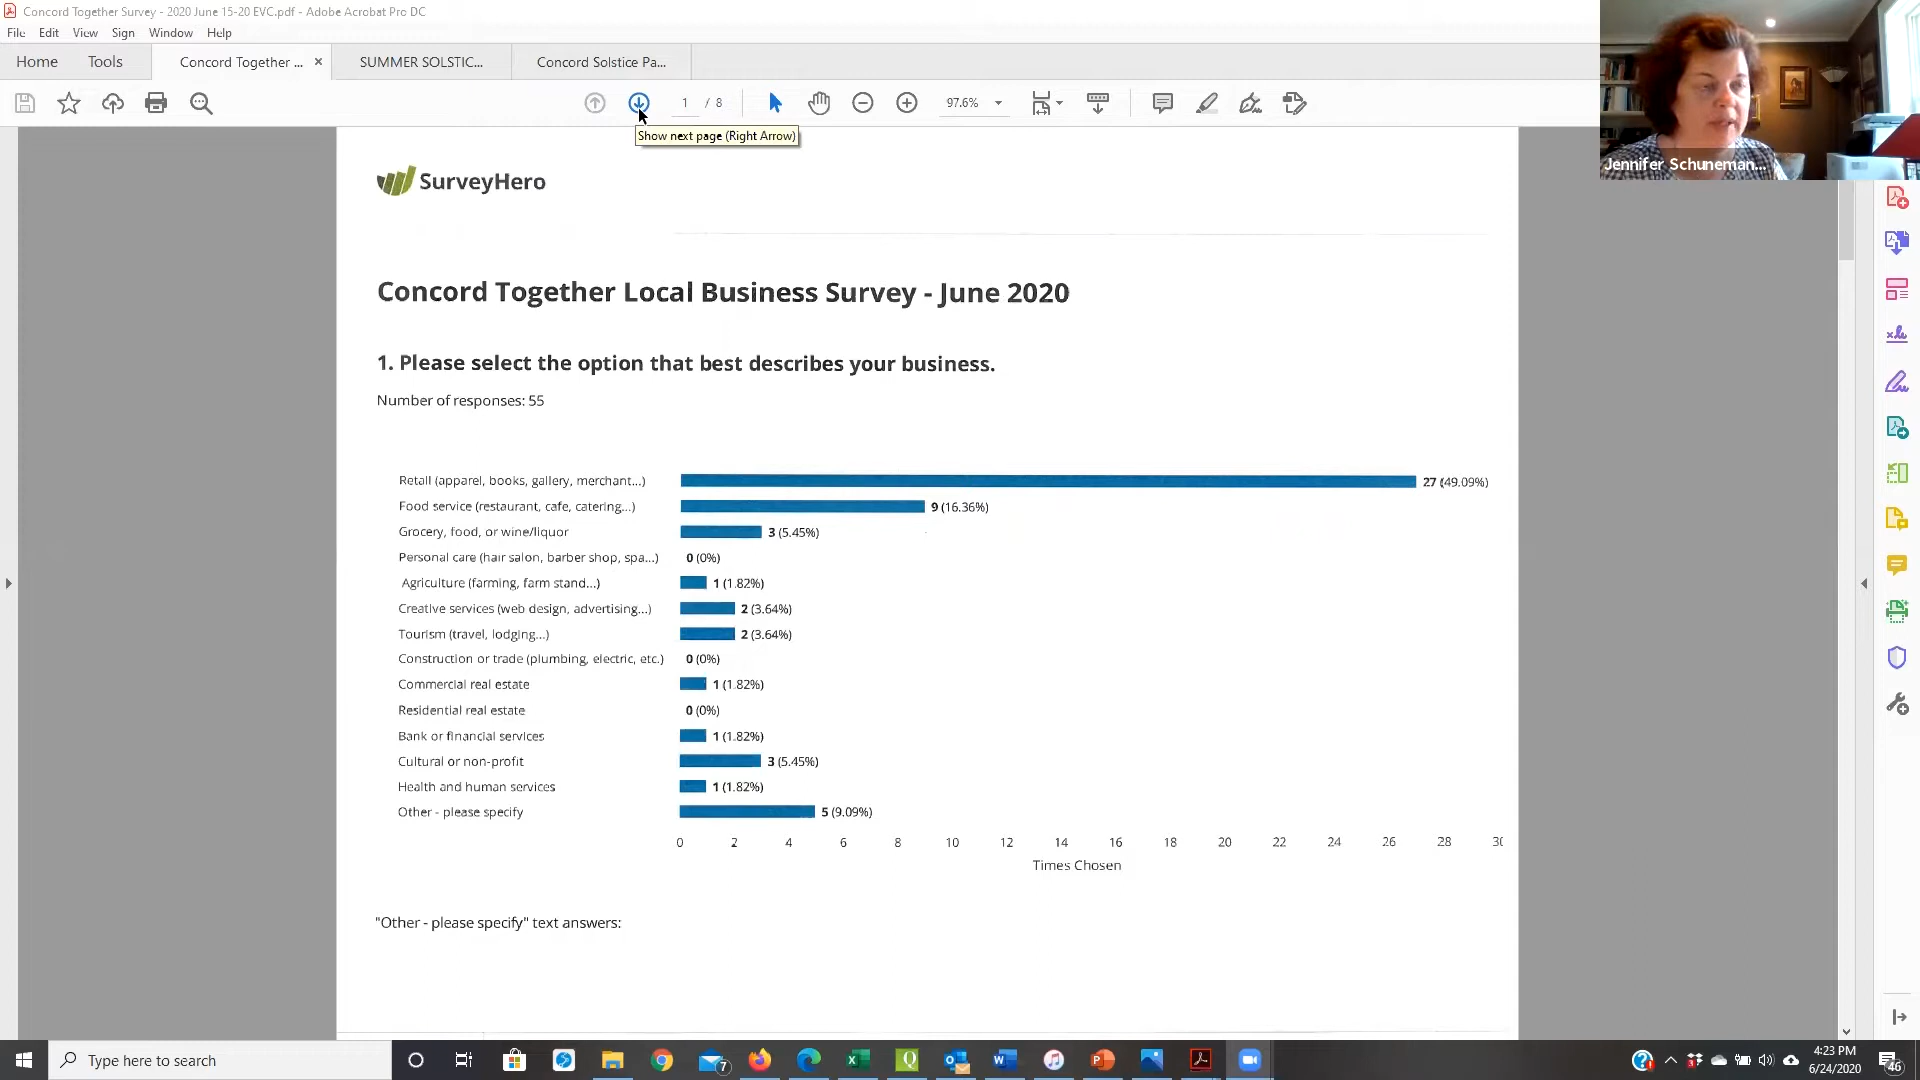 Concord Together Survey - 2020 June 15-20 EVC.pdf - Adobe Acrobat Pro DC
File Edit View Sign Window Help
Home Tools Concord Together ... × SUMMER SOLSTIC... Concord Solstice Pa...
1 / 8 97.6%
Show next page (Right Arrow)
Jennifer Schuneman...
SurveyHero
Concord Together Local Business Survey - June 2020
1. Please select the option that best describes your business.
Number of responses: 55
Retail (apparel, books, gallery, merchant...) 27 (49.09%)
Food service (restaurant, cafe, catering...) 9 (16.36%)
Grocery, food, or wine/liquor 3 (5.45%)
Personal care (hair salon, barber shop, spa...) 0 (0%)
Agriculture (farming, farm stand...) 1 (1.82%)
Creative services (web design, advertising...) 2 (3.64%)
Tourism (travel, lodging...) 2 (3.64%)
Construction or trade (plumbing, electric, etc.) 0 (0%)
Commercial real estate 1 (1.82%)
Residential real estate 0 (0%)
Bank or financial services 1 (1.82%)
Cultural or non-profit 3 (5.45%)
Health and human services 1 (1.82%)
Other - please specify 5 (9.09%)
0 2 4 6 8 10 12 14 16 18 20 22 24 26 28 30
Times Chosen
"Other - please specify" text answers:
Type here to search
7
4:23 PM
6/24/2020
46